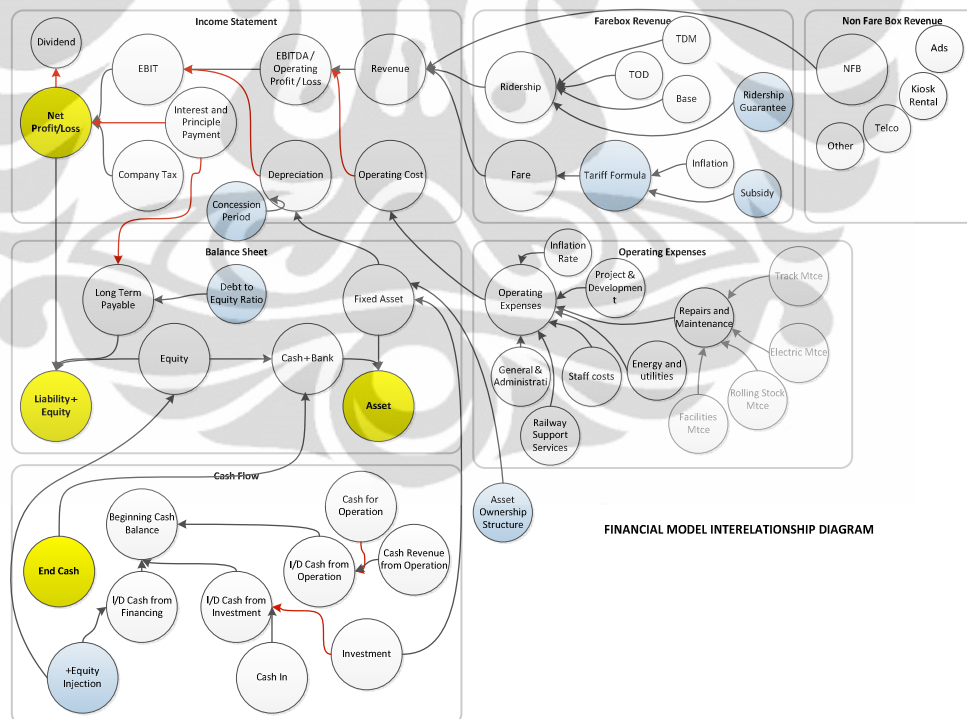 Income Statement
Dividend
EBIT
EBITDA /
Operating
Profit / Loss
Revenue
Net
Profit/Loss
Interest and
Principle
Payment
Company Tax
Depreciation
Operating Cost
Concession
Period
Farebox Revenue
TDM
TOD
Base
Ridership
Ridership
Guarantee
Fare
Tariff Formula
Inflation
Subsidy
Non Fare Box Revenue
NFB
Ads
Kiosk
Rental
Telco
Other
Balance Sheet
Long Term
Payable
Debt to
Equity Ratio
Fixed Asset
Equity
Cash+Bank
Liability+
Equity
Asset
Operating Expenses
Inflation
Rate
Operating
Expenses
Project &
Developmen
t
Repairs and
Maintenance
Track Mtce
Electric Mtce
Rolling Stock
Mtce
Facilities
Mtce
General &
Administrati
Staff costs
Energy and
utilities
Railway
Support
Services
Cash Flow
Beginning Cash
Balance
Cash for
Operation
End Cash
I/D Cash from
Financing
I/D Cash from
Investment
I/D Cash from
Operation
Cash Revenue
from Operation
+Equity
Injection
Cash In
Investment
Asset
Ownership
Structure
FINANCIAL MODEL INTERELATIONSHIP DIAGRAM